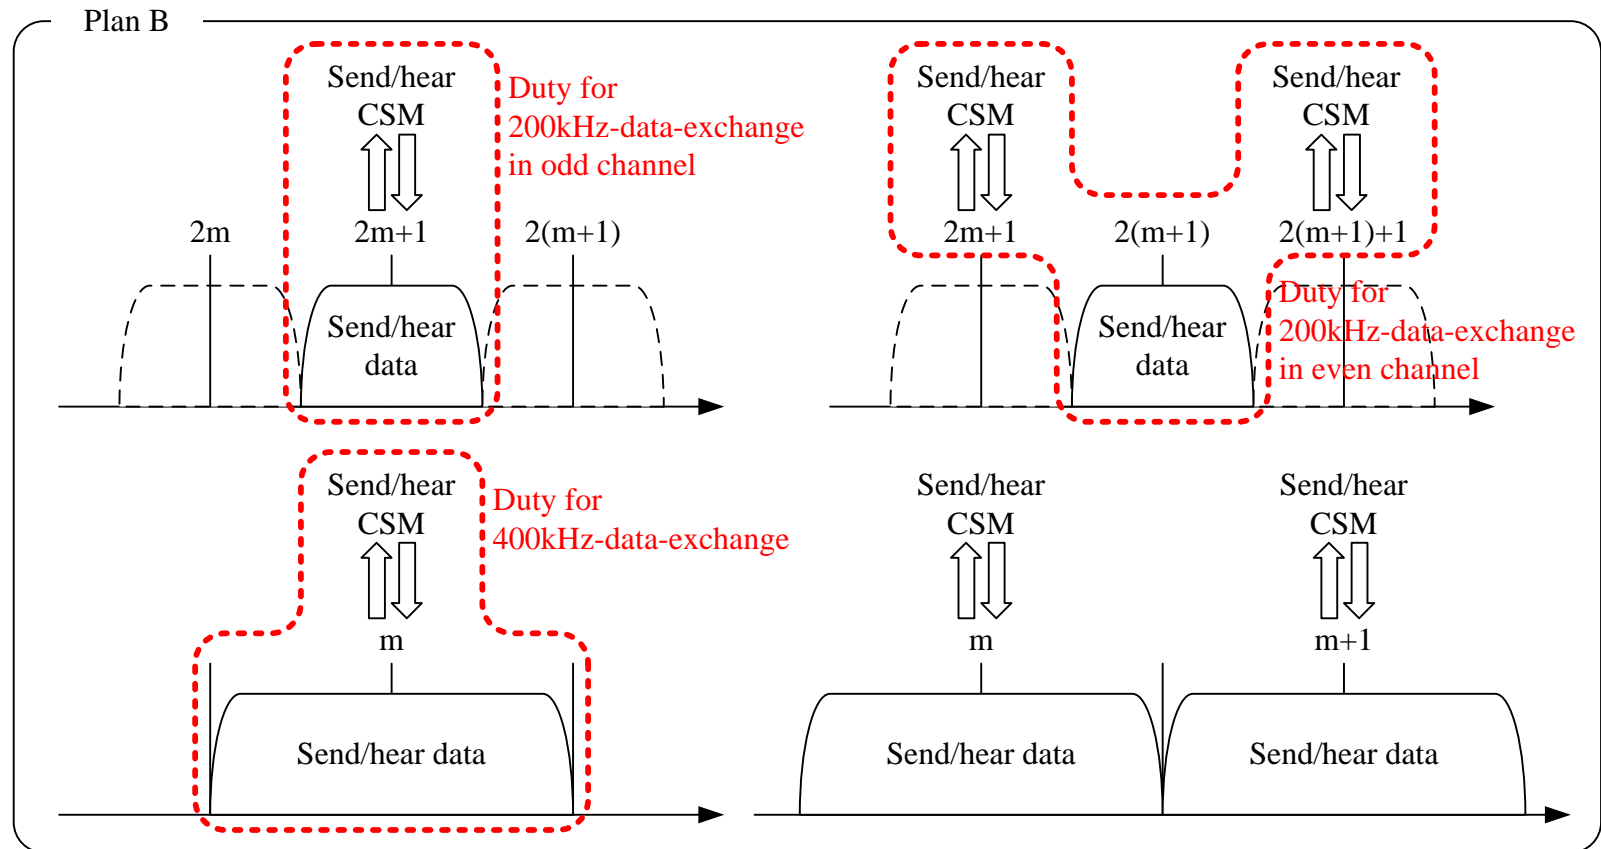 Plan B
Send/hear
CSM
Duty for
200kHz-data-exchange
in odd channel
2m
2m+1
2(m+1)
Send/hear
data
Send/hear
CSM
Send/hear
CSM
2m+1
2(m+1)
2(m+1)+1
Send/hear
data
Duty for
200kHz-data-exchange
in even channel
Send/hear
CSM
Duty for
400kHz-data-exchange
m
Send/hear data
Send/hear
CSM
Send/hear
CSM
m
m+1
Send/hear data
Send/hear data